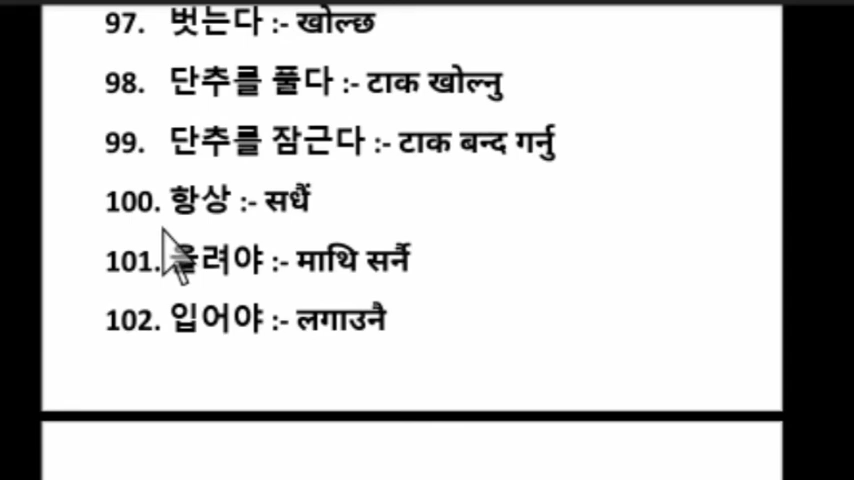 97. 벗는다 :- खोल्छ
98. 단추를 풀다 :- टाक खोल्नु
99. 단추를 잠근다 :- टाक बन्द गर्नु
100. 항상 :- सधैं
101. :- माथि सर्नै
102. 입어야 :- लगाउनै